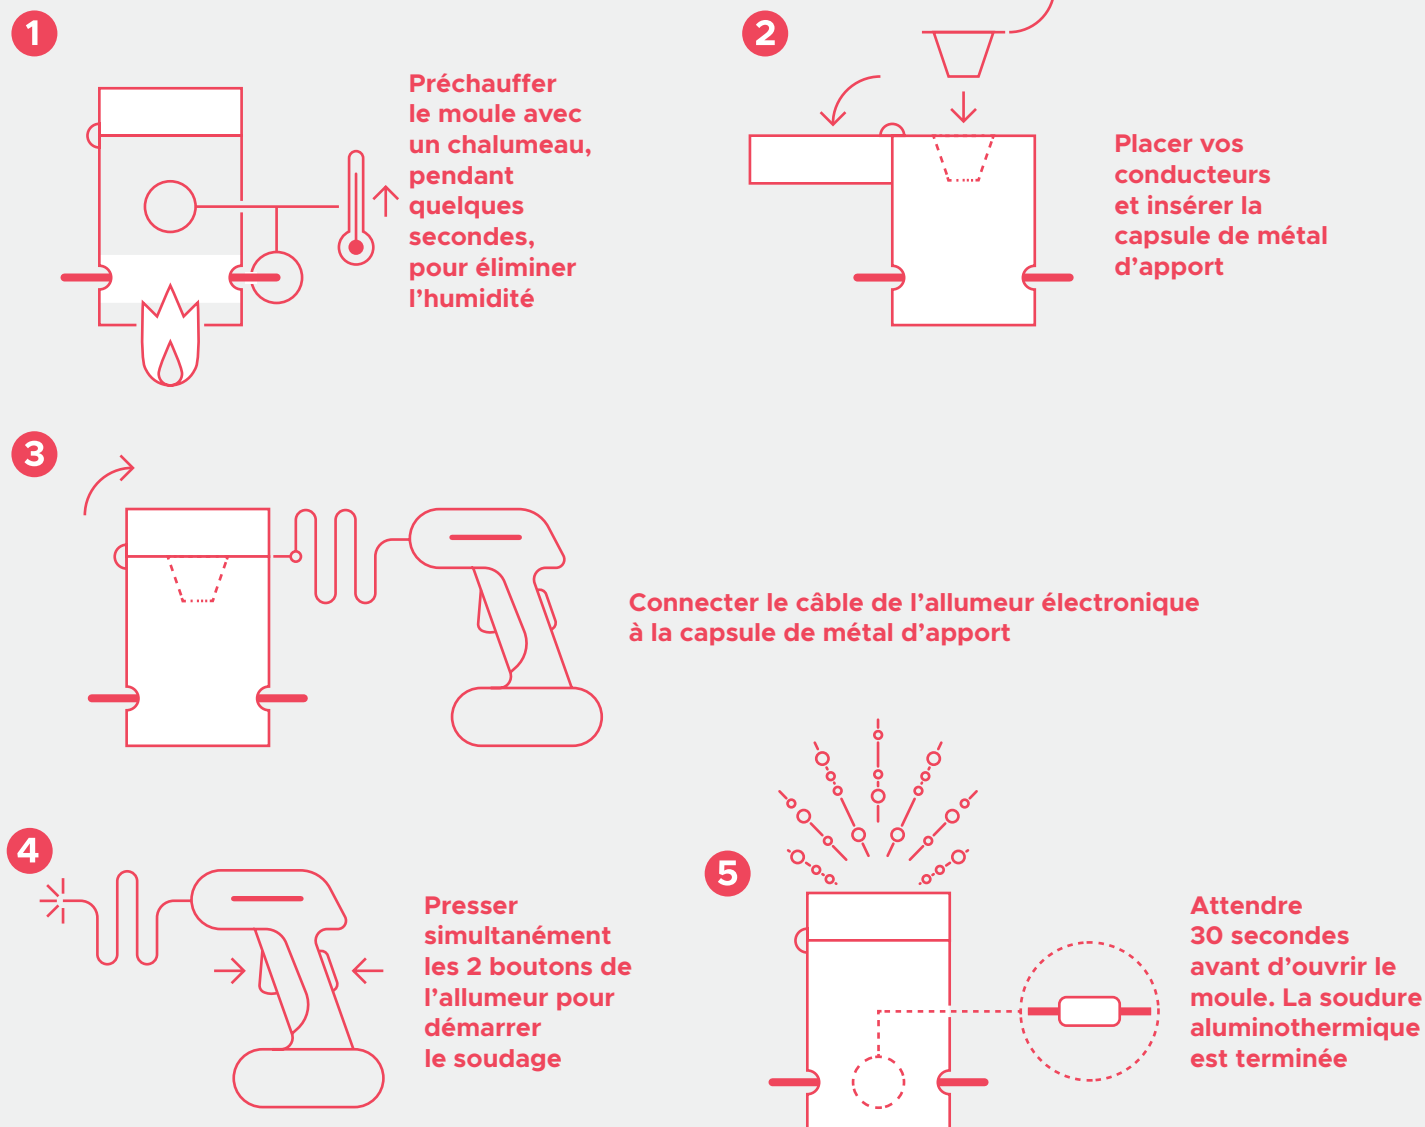 1
Préchauffer
le moule avec
un chalumeau,
pendant
quelques
secondes,
pour éliminer
l’humidité
2
Placer vos
conducteurs
et insérer la
capsule de métal
d’apport
3
Connecter le câble de l’allumeur électronique
à la capsule de métal d’apport
4
Presser
simultanément
les 2 boutons de
l’allumeur pour
démarrer
le soudage
5
Attendre
30 secondes
avant d’ouvrir le
moule. La soudure
aluminothermique
est terminée